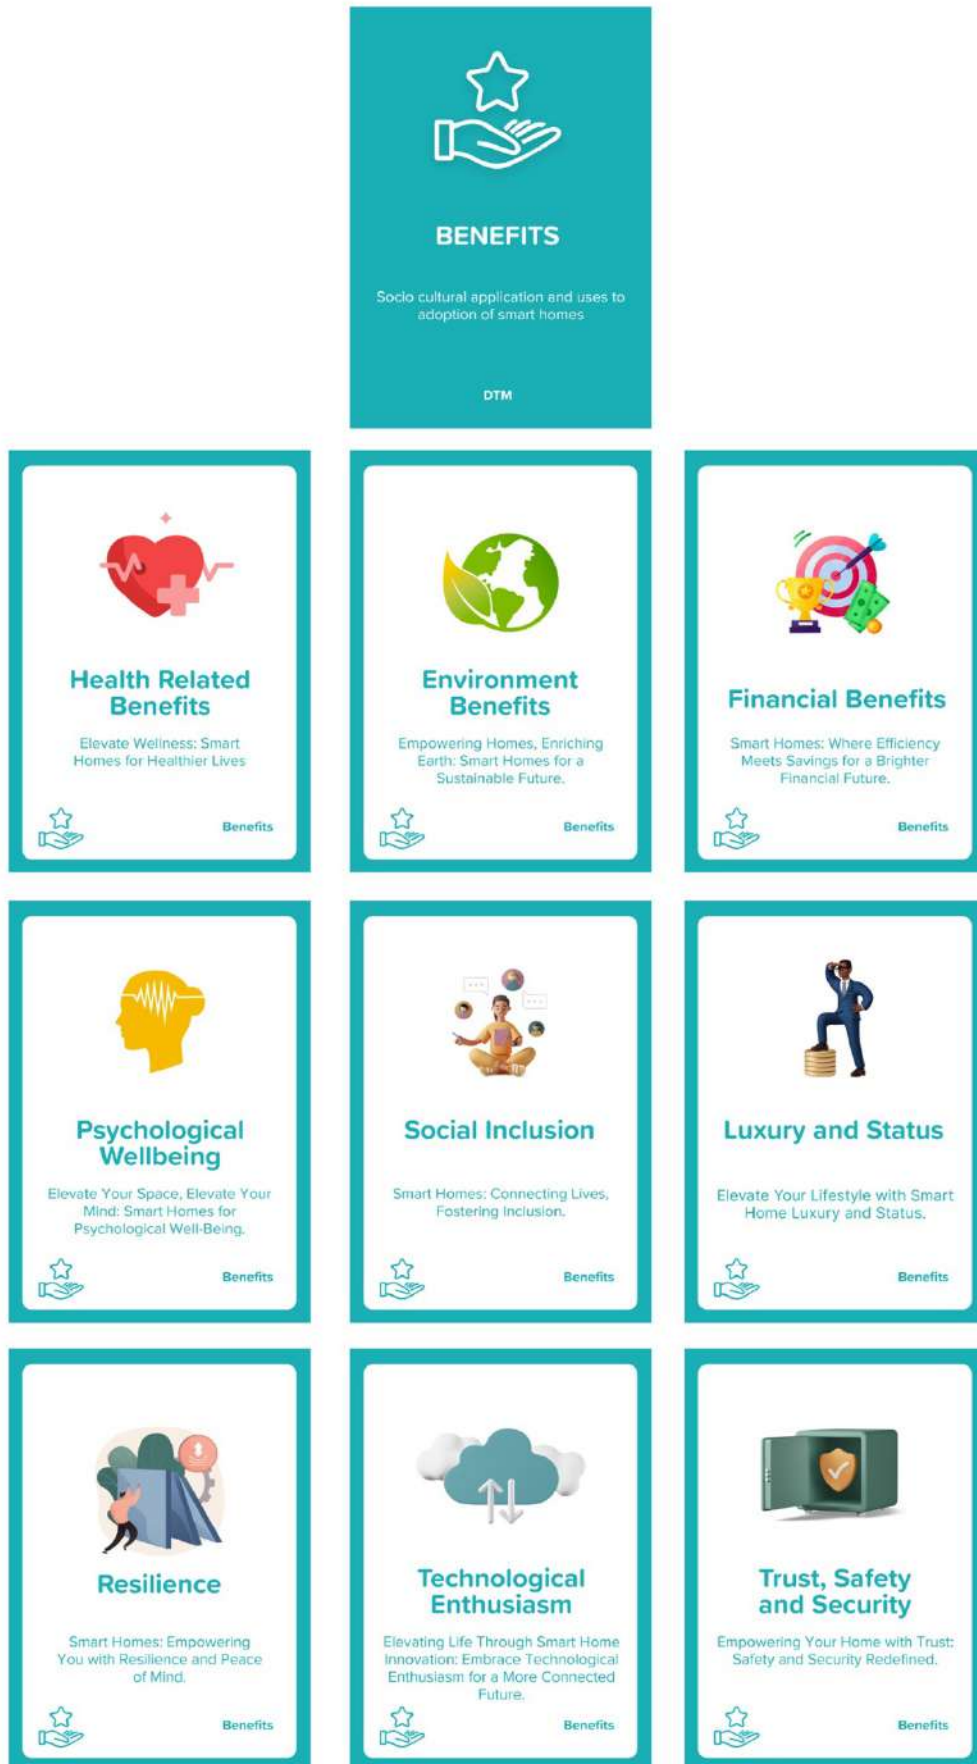 BENEFITS
Socio cultural application and uses to
adoption of smart homes
DTM
Health Related
Benefits
Elevate Wellness: Smart
Homes for Healthier Lives
Benefits
Environment
Benefits
Empowering Homes, Enriching
Earth: Smart Homes for a
Sustainable Future.
Benefits
Financial Benefits
Smart Homes: Where Efficiency
Meets Savings for a Brighter
Financial Future.
Benefits
Psychological
Wellbeing
Elevate Your Space, Elevate Your
Mind: Smart Homes for
Psychological Well-Being.
Benefits
Social Inclusion
Smart Homes: Connecting Lives,
Fostering Inclusion.
Benefits
Luxury and Status
Elevate Your Lifestyle with Smart
Home Luxury and Status.
Benefits
Resilience
Smart Homes: Empowering
You with Resilience and Peace
of Mind.
Benefits
Technological
Enthusiasm
Elevating Life Through Smart Home
Innovation: Embrace Technological
Enthusiasm for a More Connected
Future.
Benefits
Trust, Safety
and Security
Empowering Your Home with Trust:
Safety and Security Redefined.
Benefits